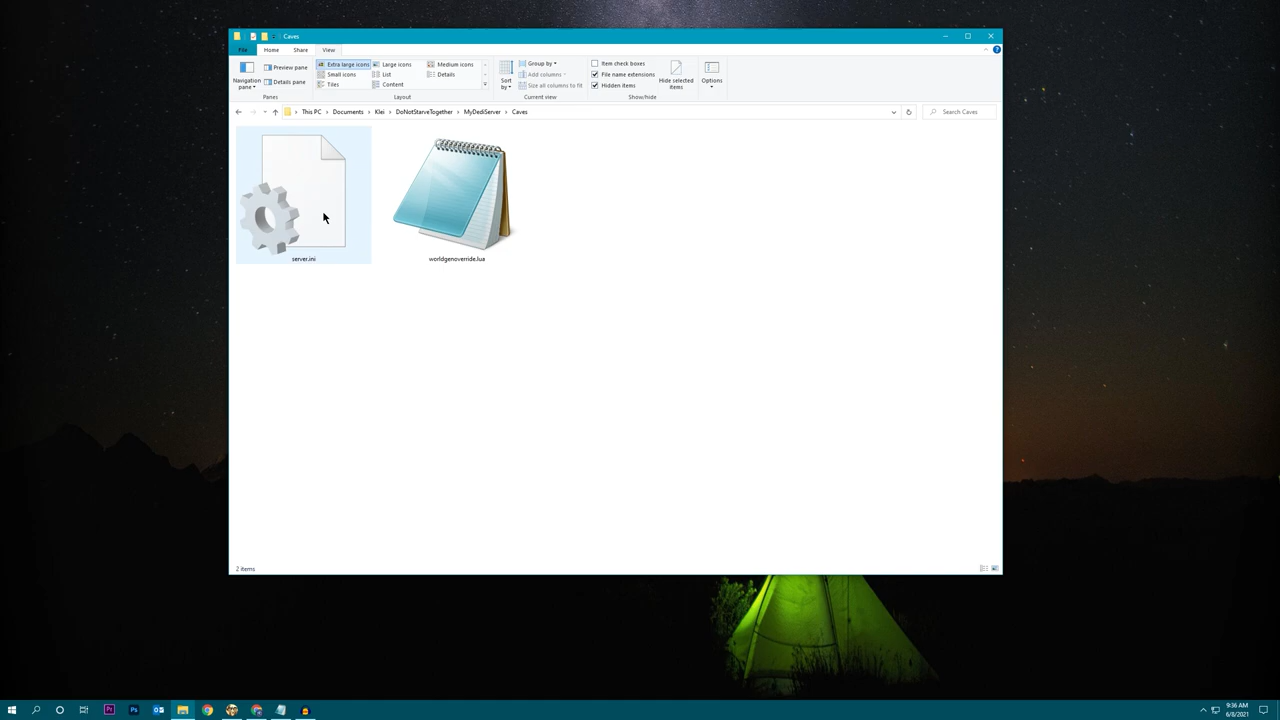 Caves
File Home Share View
Navigation pane
Preview pane
Details pane
Panes
Extra large icons Large icons Medium icons
Small icons List Details
Tiles Content
Layout
Sort by
Group by
Add columns
Size all columns to fit
Current view
Item check boxes
File name extensions
Hidden items
Hide selected items
Show/hide
Options
This PC Documents Klei DoNotStarveTogether MyDediServer Caves
Search Caves
server.ini
worldgenoverride.lua
2 items
Pr Ps
9:36 AM
6/8/2021